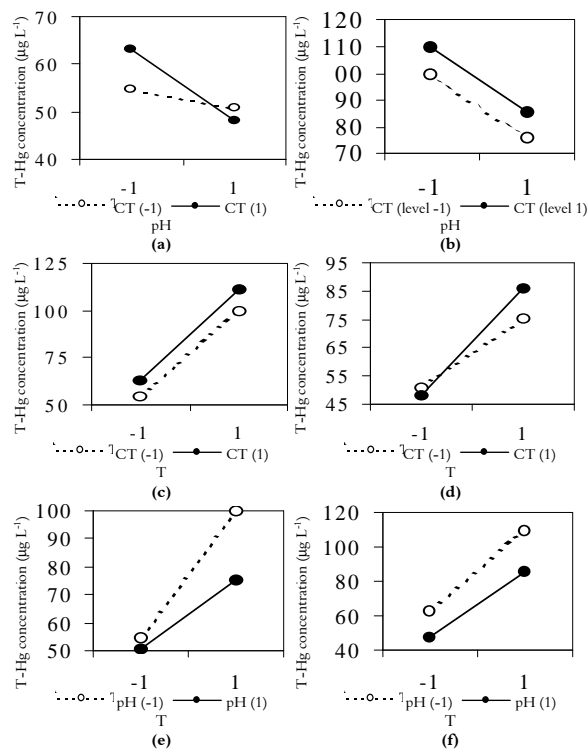 T-Hg concentration (µg L⁻¹)
70
60
50
40
-1 1
CT (-1) CT (1)
pH
(a)
T-Hg concentration (µg L⁻¹)
120
110
00
90
80
70
-1 1
CT (level -1) CT (level 1)
pH
(b)
T-Hg concentration (µg L⁻¹)
125
100
75
50
-1 1
CT (-1) CT (1)
T
(c)
T-Hg concentration (µg L⁻¹)
95
85
75
65
55
45
-1 1
CT (-1) CT (1)
T
(d)
T-Hg concentration (µg L⁻¹)
100
90
80
70
60
50
-1 1
pH (-1) pH (1)
T
(e)
T-Hg concentration (µg L⁻¹)
120
100
80
60
40
-1 1
pH (-1) pH (1)
T
(f)